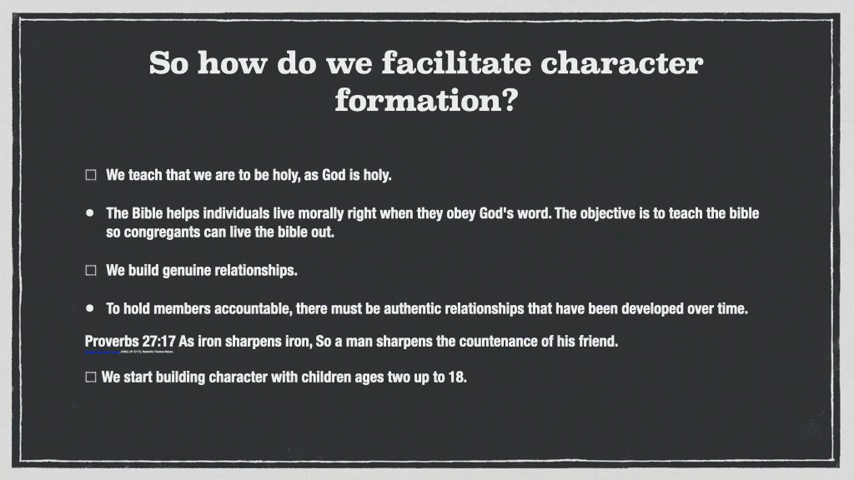 So how do we facilitate character
formation?
□ We teach that we are to be holy, as God is holy.
• The Bible helps individuals live morally right when they obey God's word. The objective is to teach the bible
so congregants can live the bible out.
□ We build genuine relationships.
• To hold members accountable, there must be authentic relationships that have been developed over time.
Proverbs 27:17 As iron sharpens iron, So a man sharpens the countenance of his friend.
□ We start building character with children ages two up to 18.